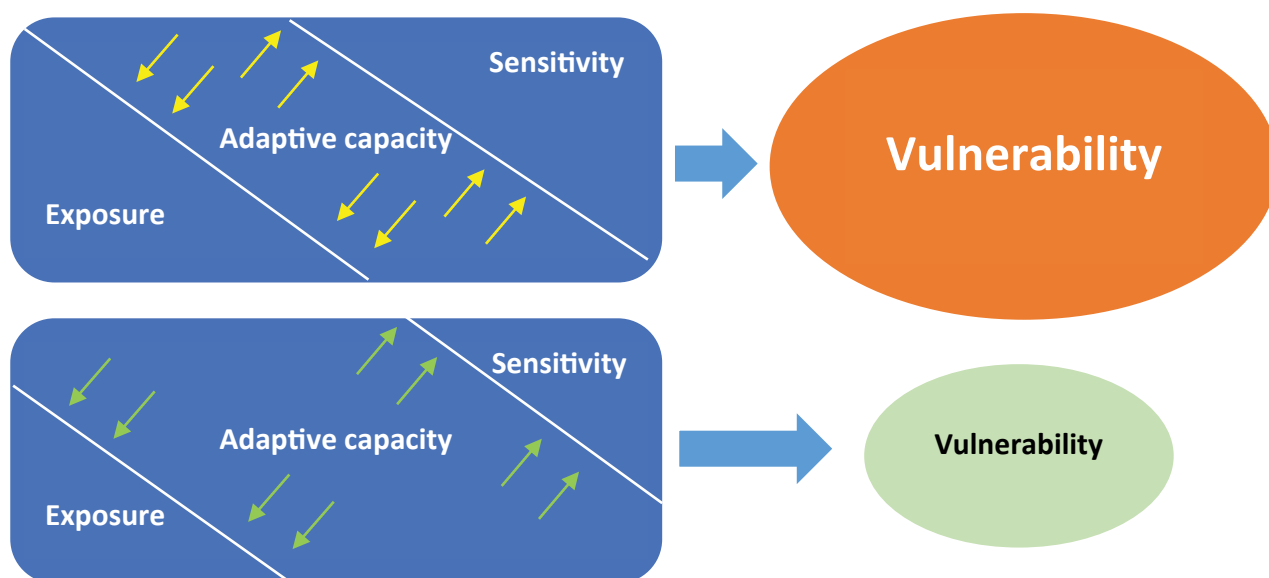 Sensitivity
Adaptive capacity
Exposure
Vulnerability
Sensitivity
Adaptive capacity
Exposure
Vulnerability